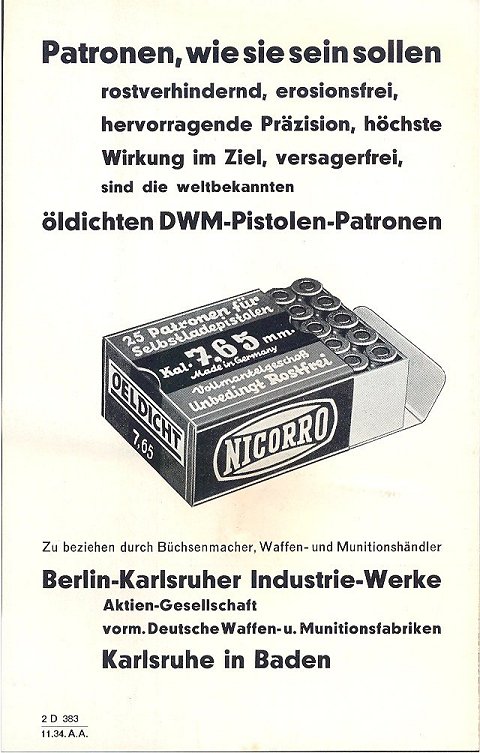 Patronen, wie sie sein sollen
rostverhindernd, erosionsfrei,
hervorragende Präzision, höchste
Wirkung im Ziel, versagerfrei,
sind die weltbekannten
öldichten DWM-Pistolen-Patronen
25 Patronen für
Selbstladepistolen
Kal. 7,65 mm.
Made in Germany
Vollmantelgeschoß
Unbedingt Rostfrei
OELDICHT
7,65
NICORRO
Zu beziehen durch Büchsenmacher, Waffen- und Munitionshändler
Berlin-Karlsruher Industrie-Werke
Aktien-Gesellschaft
vorm. Deutsche Waffen- u. Munitionsfabriken
Karlsruhe in Baden
2 D 383
11.34. A.A.